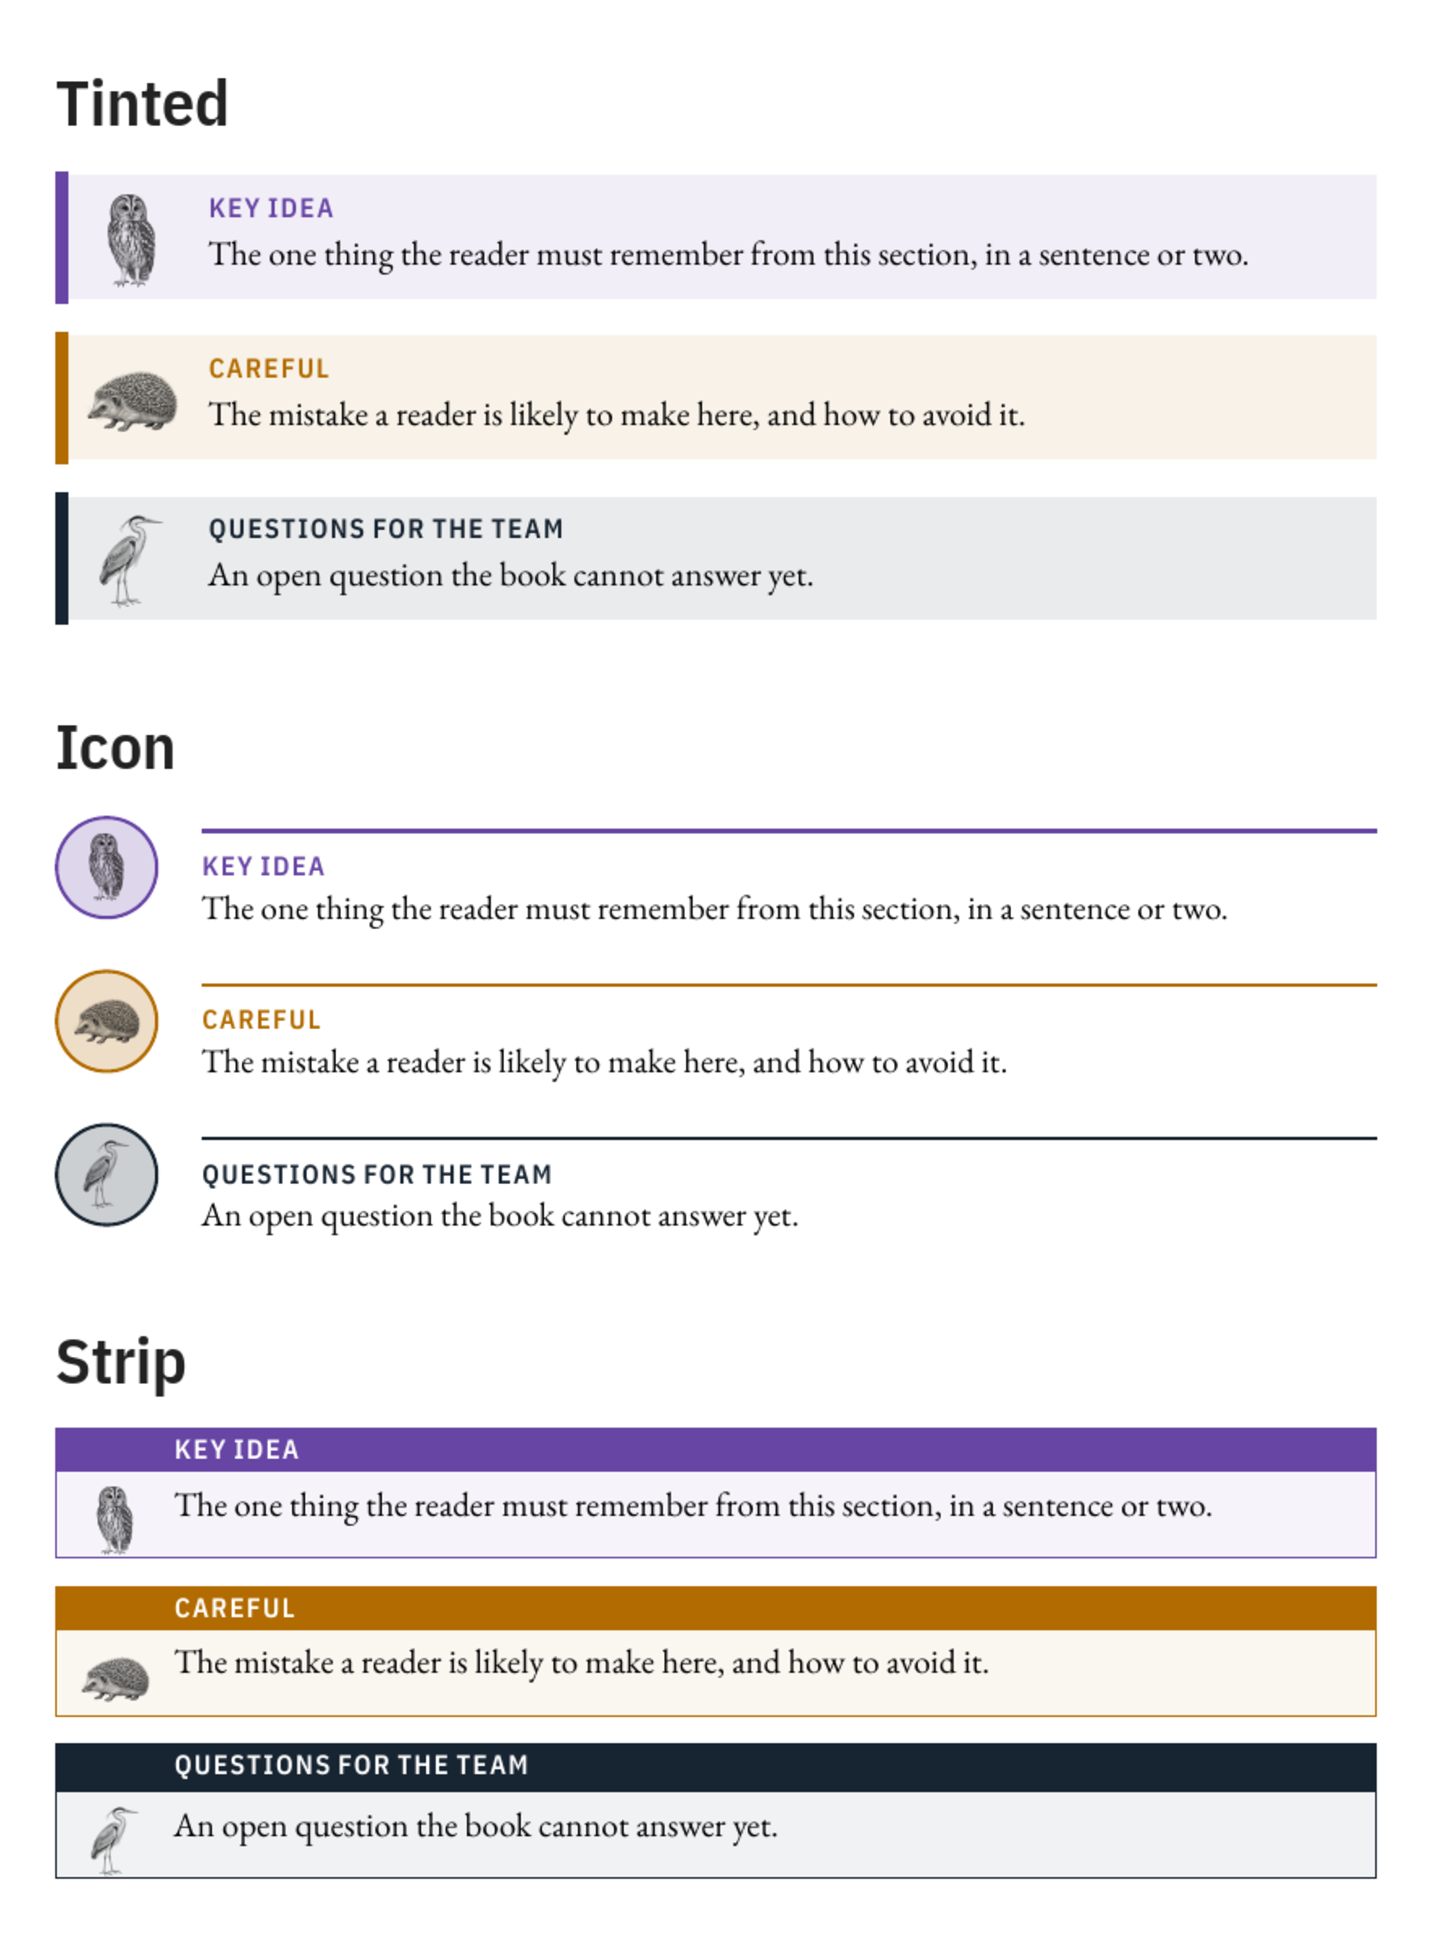 Tinted
KEY IDEA
The one thing the reader must remember from this section, in a sentence or two.
CAREFUL
The mistake a reader is likely to make here, and how to avoid it.
QUESTIONS FOR THE TEAM
An open question the book cannot answer yet.
Icon
KEY IDEA
The one thing the reader must remember from this section, in a sentence or two.
CAREFUL
The mistake a reader is likely to make here, and how to avoid it.
QUESTIONS FOR THE TEAM
An open question the book cannot answer yet.
Strip
KEY IDEA
The one thing the reader must remember from this section, in a sentence or two.
CAREFUL
The mistake a reader is likely to make here, and how to avoid it.
QUESTIONS FOR THE TEAM
An open question the book cannot answer yet.